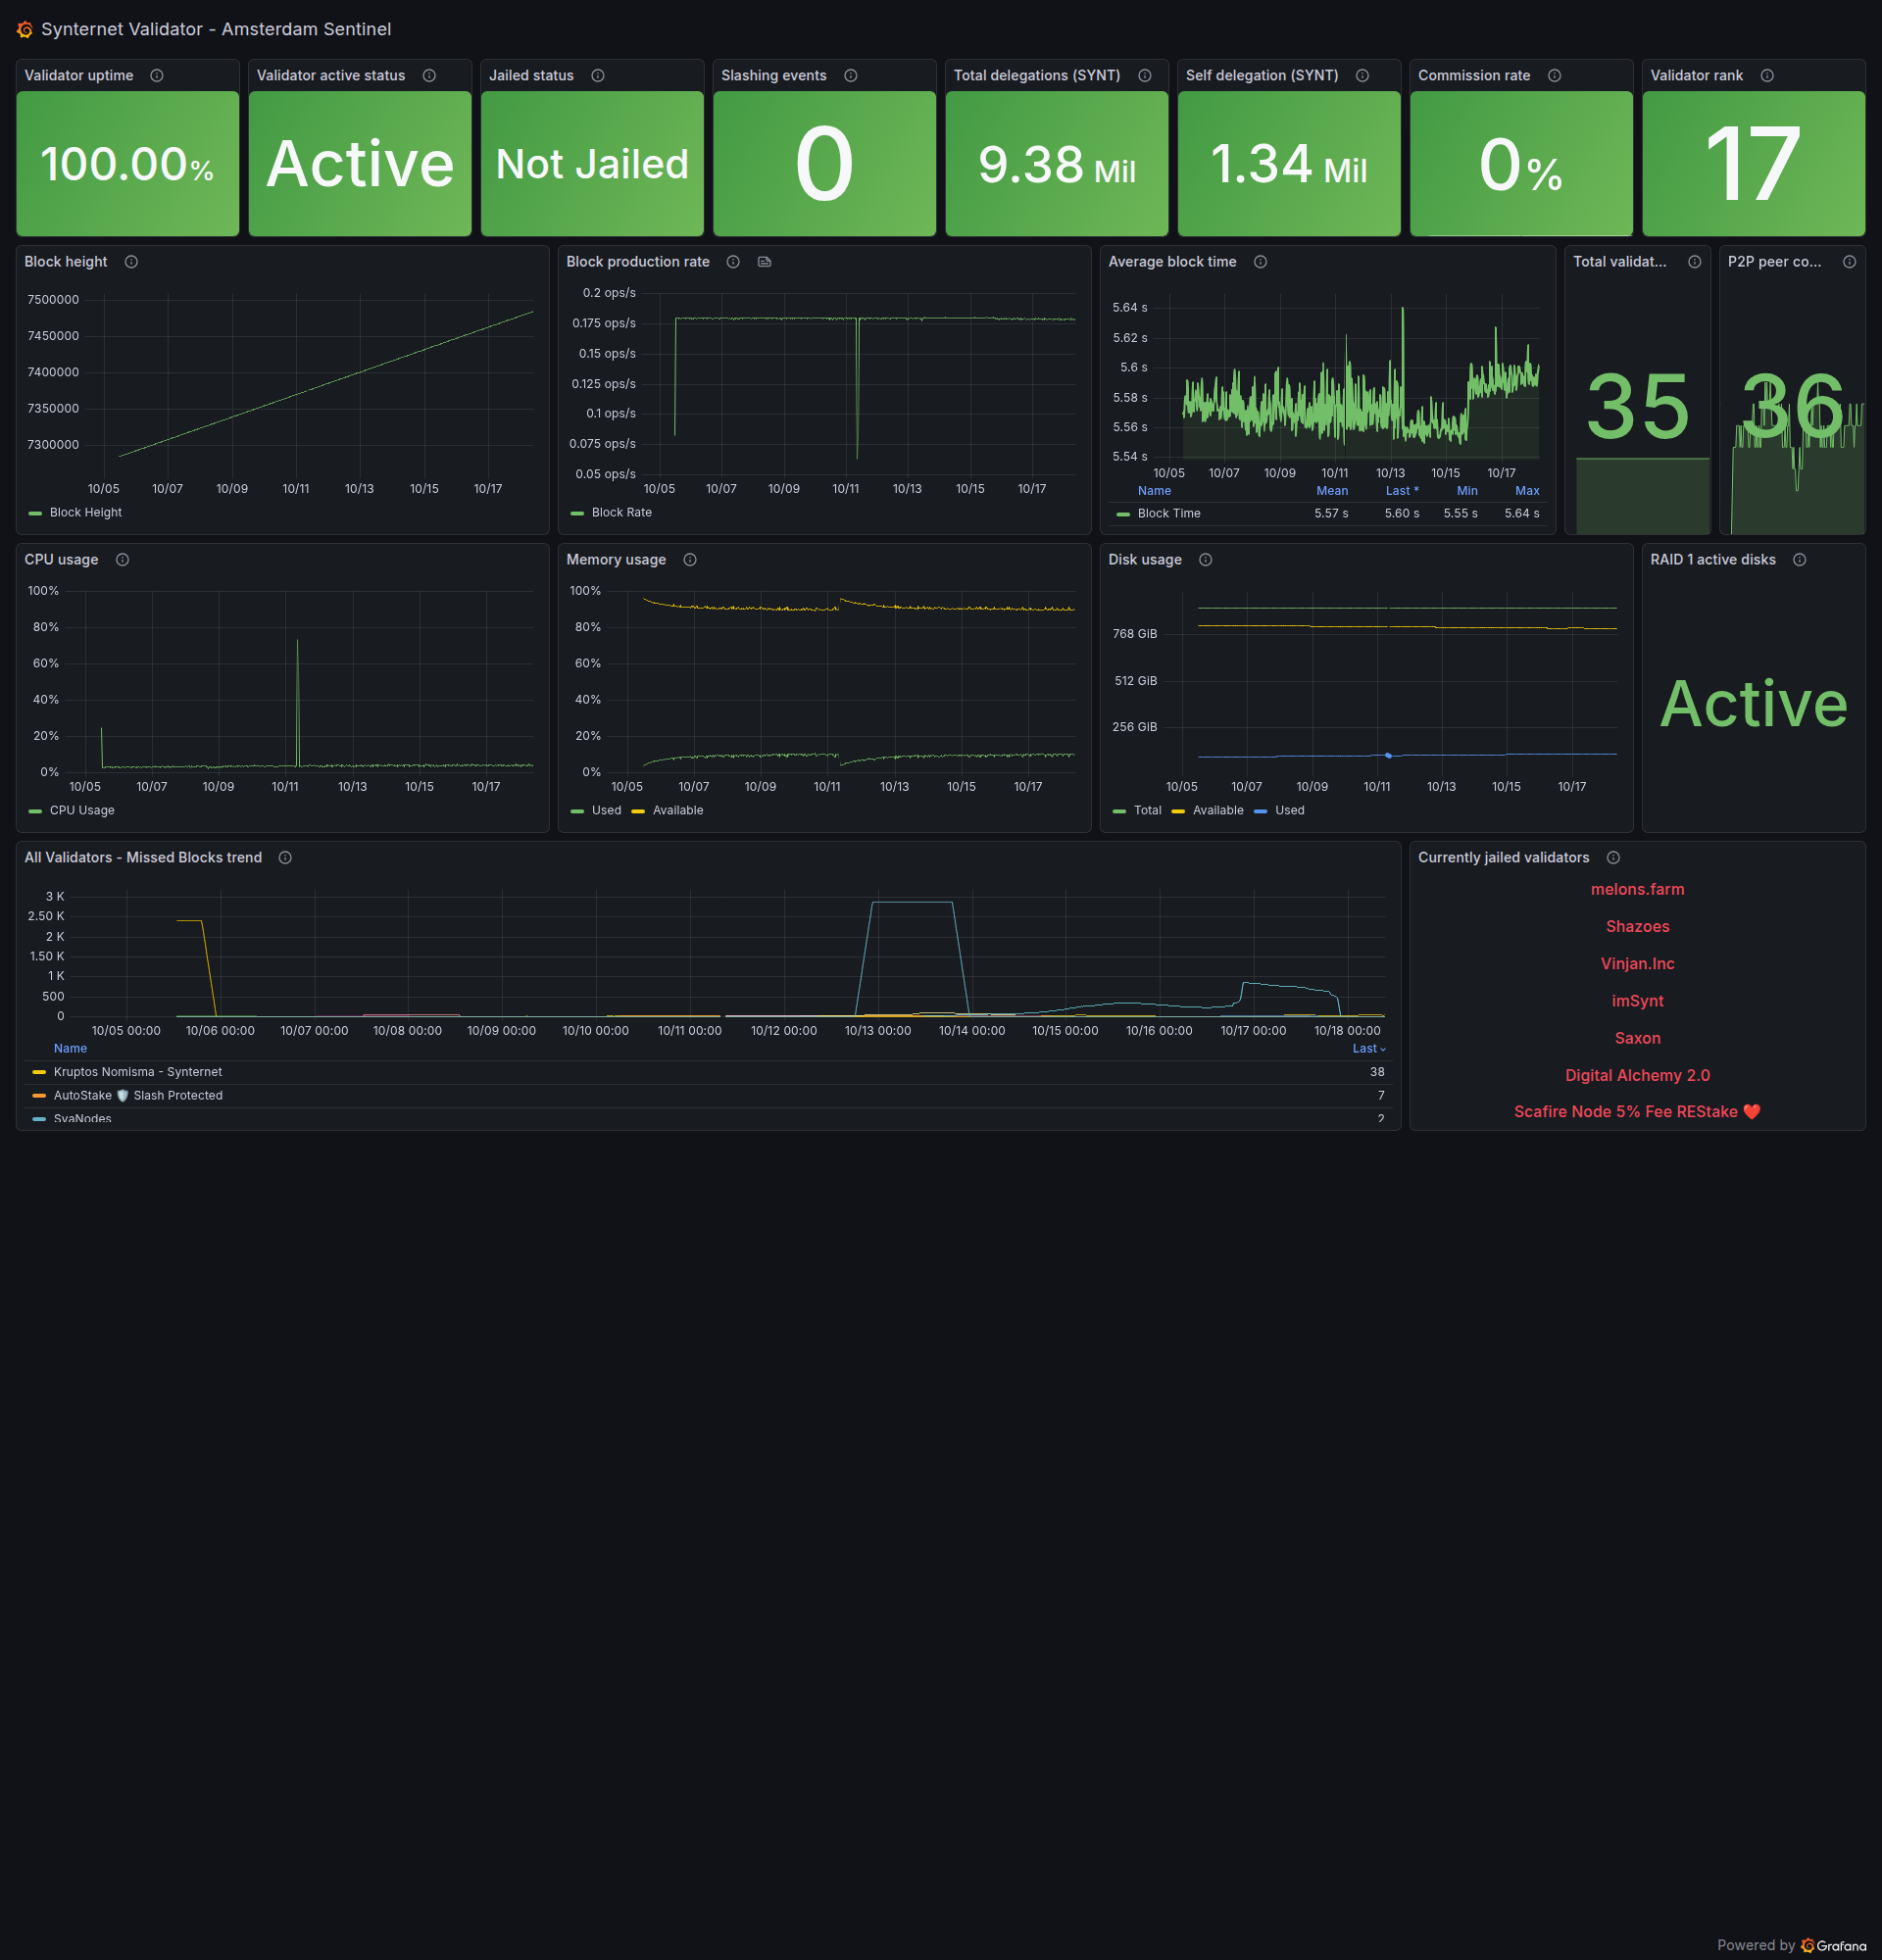 Synternet Validator - Amsterdam Sentinel
Validator uptime
100.00%
Validator active status
Active
Jailed status
Not Jailed
Slashing events
0
Total delegations (SYNT)
9.38 Mil
Self delegation (SYNT)
1.34 Mil
Commission rate
0%
Validator rank
17
Block height
7500000
7450000
7400000
7350000
7300000
10/05 10/07 10/09 10/11 10/13 10/15 10/17
Block Height
Block production rate
0.2 ops/s
0.175 ops/s
0.15 ops/s
0.125 ops/s
0.1 ops/s
0.075 ops/s
0.05 ops/s
10/05 10/07 10/09 10/11 10/13 10/15 10/17
Block Rate
Average block time
5.64 s
5.62 s
5.6 s
5.58 s
5.56 s
5.54 s
10/05 10/07 10/09 10/11 10/13 10/15 10/17
Name Mean Last * Min Max
Block TIme 5.57 s 5.60 s 5.55 s 5.64 s
Total validat...
35
P2P peer co...
36
CPU usage
100%
80%
60%
40%
20%
0%
10/05 10/07 10/09 10/11 10/13 10/15 10/17
CPU Usage
Memory usage
100%
80%
60%
40%
20%
0%
10/05 10/07 10/09 10/11 10/13 10/15 10/17
Used Available
Disk usage
768 GiB
512 GiB
256 GiB
10/05 10/07 10/09 10/11 10/13 10/15 10/17
Total Available Used
RAID 1 active disks
Active
All Validators - Missed Blocks trend
3 K
2.50 K
2 K
1.50 K
1 K
500
0
10/05 00:00 10/06 00:00 10/07 00:00 10/08 00:00 10/09 00:00 10/10 00:00 10/11 00:00 10/12 00:00 10/13 00:00 10/14 00:00 10/15 00:00 10/16 00:00 10/17 00:00 10/18 00:00
Name Last
Kruptos Nomisma - Synternet 38
AutoStake 🛡️ Slash Protected 7
SvaNodes 2
Currently jailed validators
melons.farm
Shazoes
Vinjan.Inc
imSynt
Saxon
Digital Alchemy 2.0
Scafire Node 5% Fee REStake ❤️
Powered by Grafana